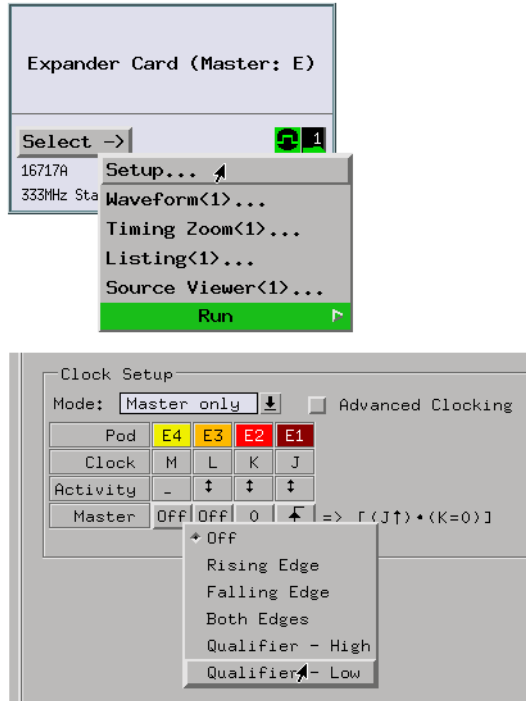 Expander Card (Master: E)
Select -> 1
16717A
Setup...
333MHz Sta
Waveform<1>...
Timing Zoom<1>...
Listing<1>...
Source Viewer<1>...
Run
Clock Setup
Mode: Master only Advanced Clocking
Pod E4 E3 E2 E1
Clock M L K J
Activity _ ↕ ↕ ↕
Master Off Off 0 => [(J↑)•(K=0)]
Off
Rising Edge
Falling Edge
Both Edges
Qualifier - High
Qualifier - Low